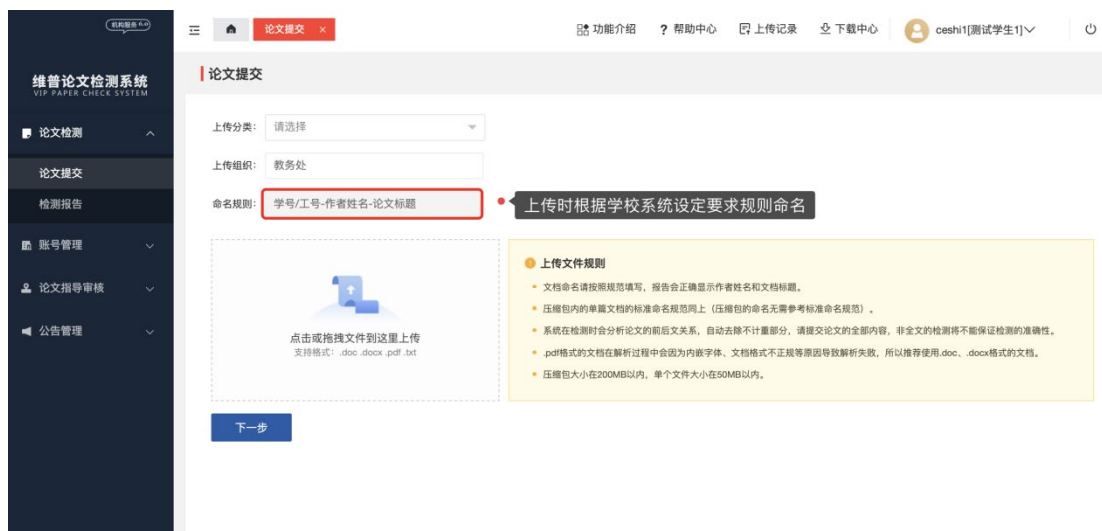 机构服务 6.0
维普论文检测系统
VIP PAPER CHECK SYSTEM
论文检测
论文提交
检测报告
账号管理
论文指导审核
公告管理
论文提交 ×
功能介绍 ? 帮助中心 上传记录 下载中心 ceshi1[测试学生1]
论文提交
上传分类: 请选择
上传组织: 教务处
命名规则: 学号/工号-作者姓名-论文标题
上传时根据学校系统设定要求规则命名
点击或拖拽文件到这里上传
支持格式: .doc .docx .pdf .txt
上传文件规则
文档命名请按照规范填写，报告会正确显示作者姓名和文档标题。
压缩包内的单篇文档的标准命名规范同上（压缩包的命名无需参考标准命名规范）。
系统在检测时会分析论文的前后文关系，自动去除不计重部分，请提交论文的全部内容，非全文的检测将不能保证检测的准确性。
.pdf格式的文档在解析过程中会因为内嵌字体、文档格式不正规等原因导致解析失败，所以推荐使用.doc、.docx格式的文档。
压缩包大小在200MB以内，单个文件大小在50MB以内。
下一步